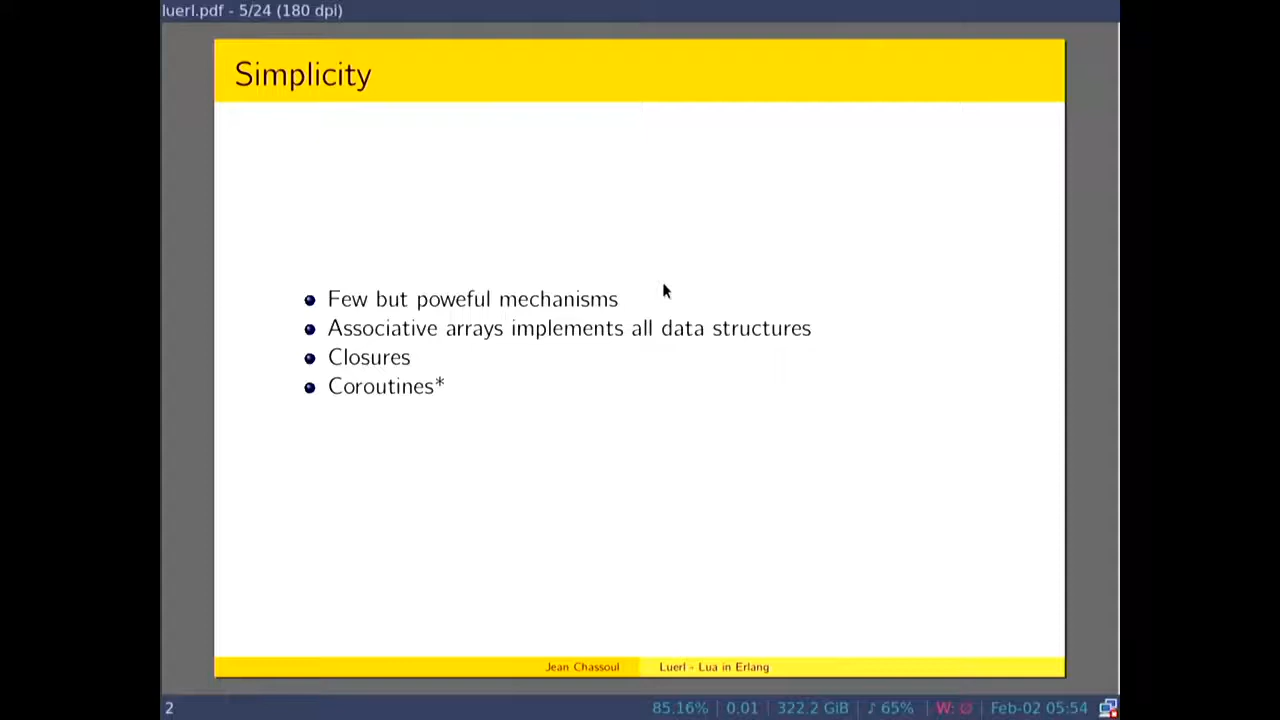 luerl.pdf - 5/24 (180 dpi)
Simplicity
Few but poweful mechanisms
Associative arrays implements all data structures
Closures
Coroutines*
Jean Chassoul Luerl - Lua in Erlang
2 85.16% | 0.01 | 322.2 GiB | ♪ 65% | W: ∅ | Feb-02 05:54